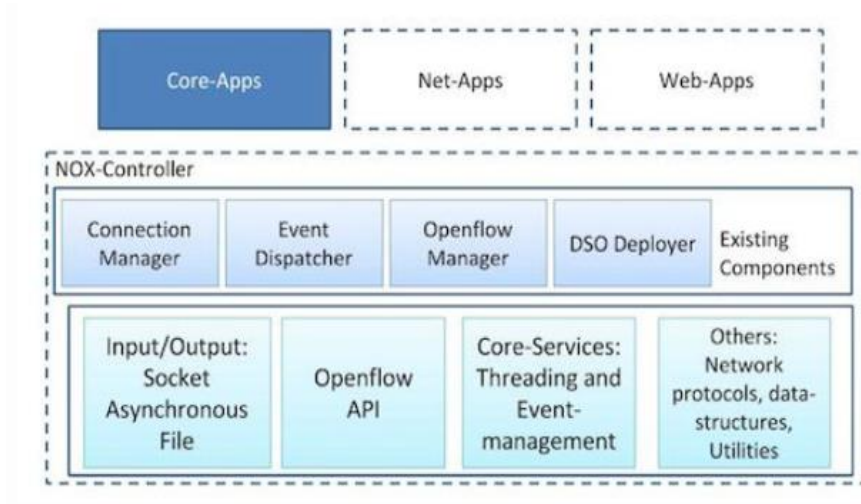 Core-Apps
Net-Apps
Web-Apps
NOX-Controller
Connection
Manager
Event
Dispatcher
Openflow
Manager
DSO Deployer
Existing
Components
Input/Output:
Socket
Asynchronous
File
Openflow
API
Core-Services:
Threading and
Event-
management
Others:
Network
protocols, data-
structures,
Utilities